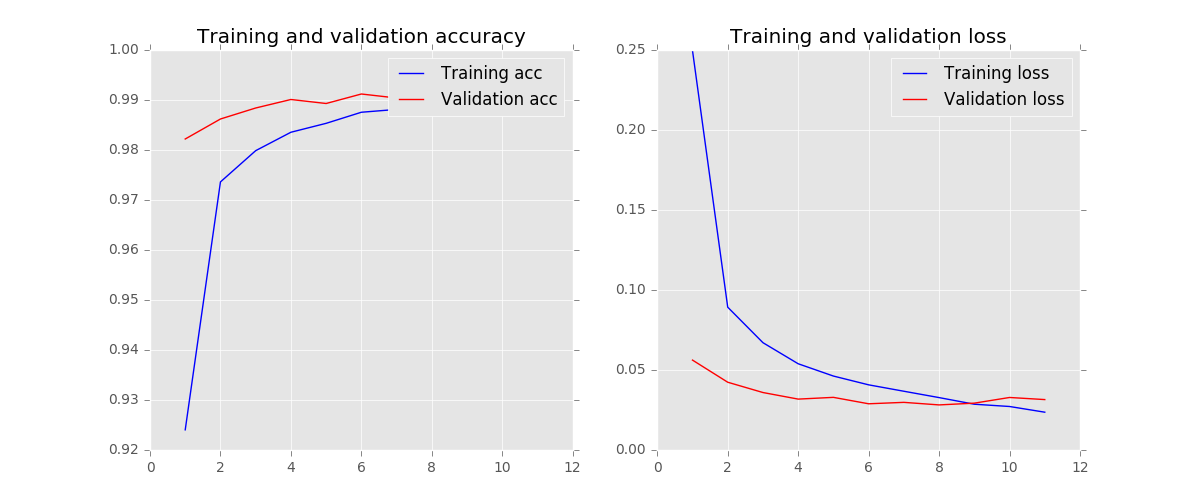 Training and validation accuracy
1.00
0.99
0.98
0.97
0.96
0.95
0.94
0.93
0.92
0 2 4 6 8 10 12
Training acc
Validation acc
Training and validation loss
0.25
0.20
0.15
0.10
0.05
0.00
0 2 4 6 8 10 12
Training loss
Validation loss